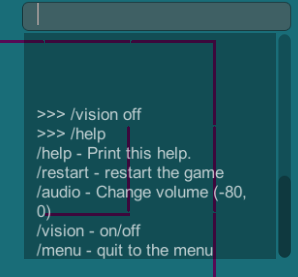 >>> /vision off
>>> /help
/help - Print this help.
/restart - restart the game
/audio - Change volume (-80,
0)
/vision - on/off
/menu - quit to the menu